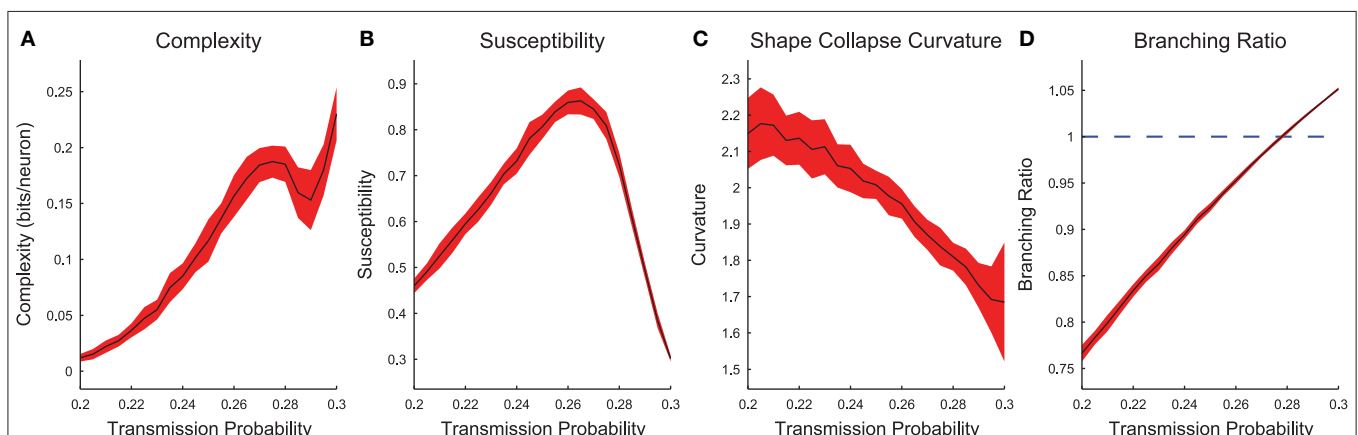 A Complexity
Complexity (bits/neuron)
0.25
0.2
0.15
0.1
0.05
0
0.2 0.22 0.24 0.26 0.28 0.3
Transmission Probability
B Susceptibility
Susceptibility
0.9
0.8
0.7
0.6
0.5
0.4
0.3
0.2 0.22 0.24 0.26 0.28 0.3
Transmission Probability
C Shape Collapse Curvature
Curvature
2.3
2.2
2.1
2
1.9
1.8
1.7
1.6
1.5
0.2 0.22 0.24 0.26 0.28 0.3
Transmission Probability
D Branching Ratio
Branching Ratio
1.05
1
0.95
0.9
0.85
0.8
0.75
0.2 0.22 0.24 0.26 0.28 0.3
Transmission Probability